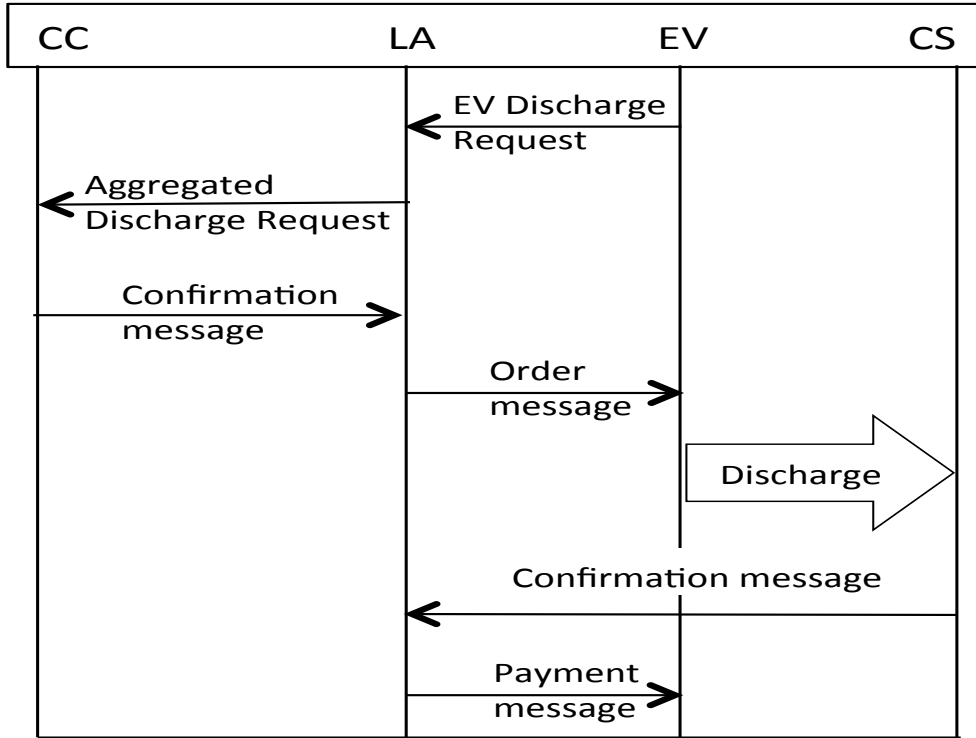 CC LA EV CS
EV Discharge
Request
Aggregated
Discharge Request
Confirmation
message
Order
message
Discharge
Confirmation message
Payment
message